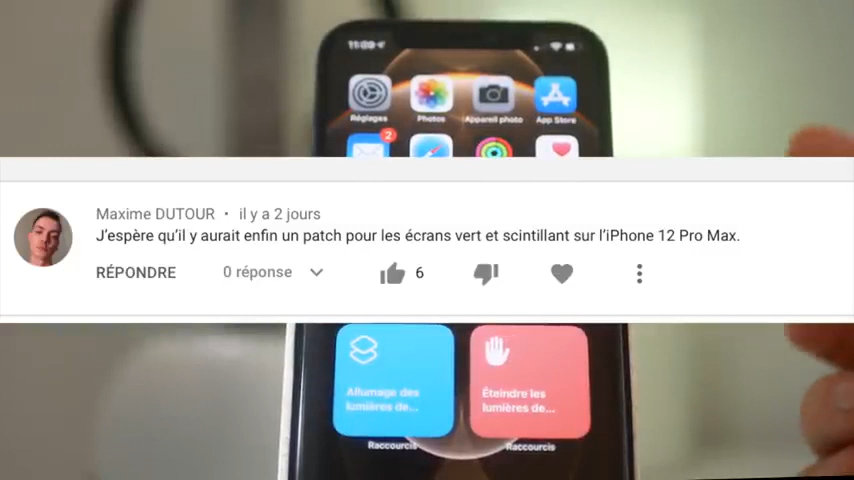 11:09
Réglages
Photos
Appareil photo
App Store
2
Maxime DUTOUR • il y a 2 jours
J'espère qu'il y aurait enfin un patch pour les écrans vert et scintillant sur l'iPhone 12 Pro Max.
RÉPONDRE
0 réponse
6
Allumage des
lumières de...
Éteindre les
lumières de...
Raccourcis
Raccourcis